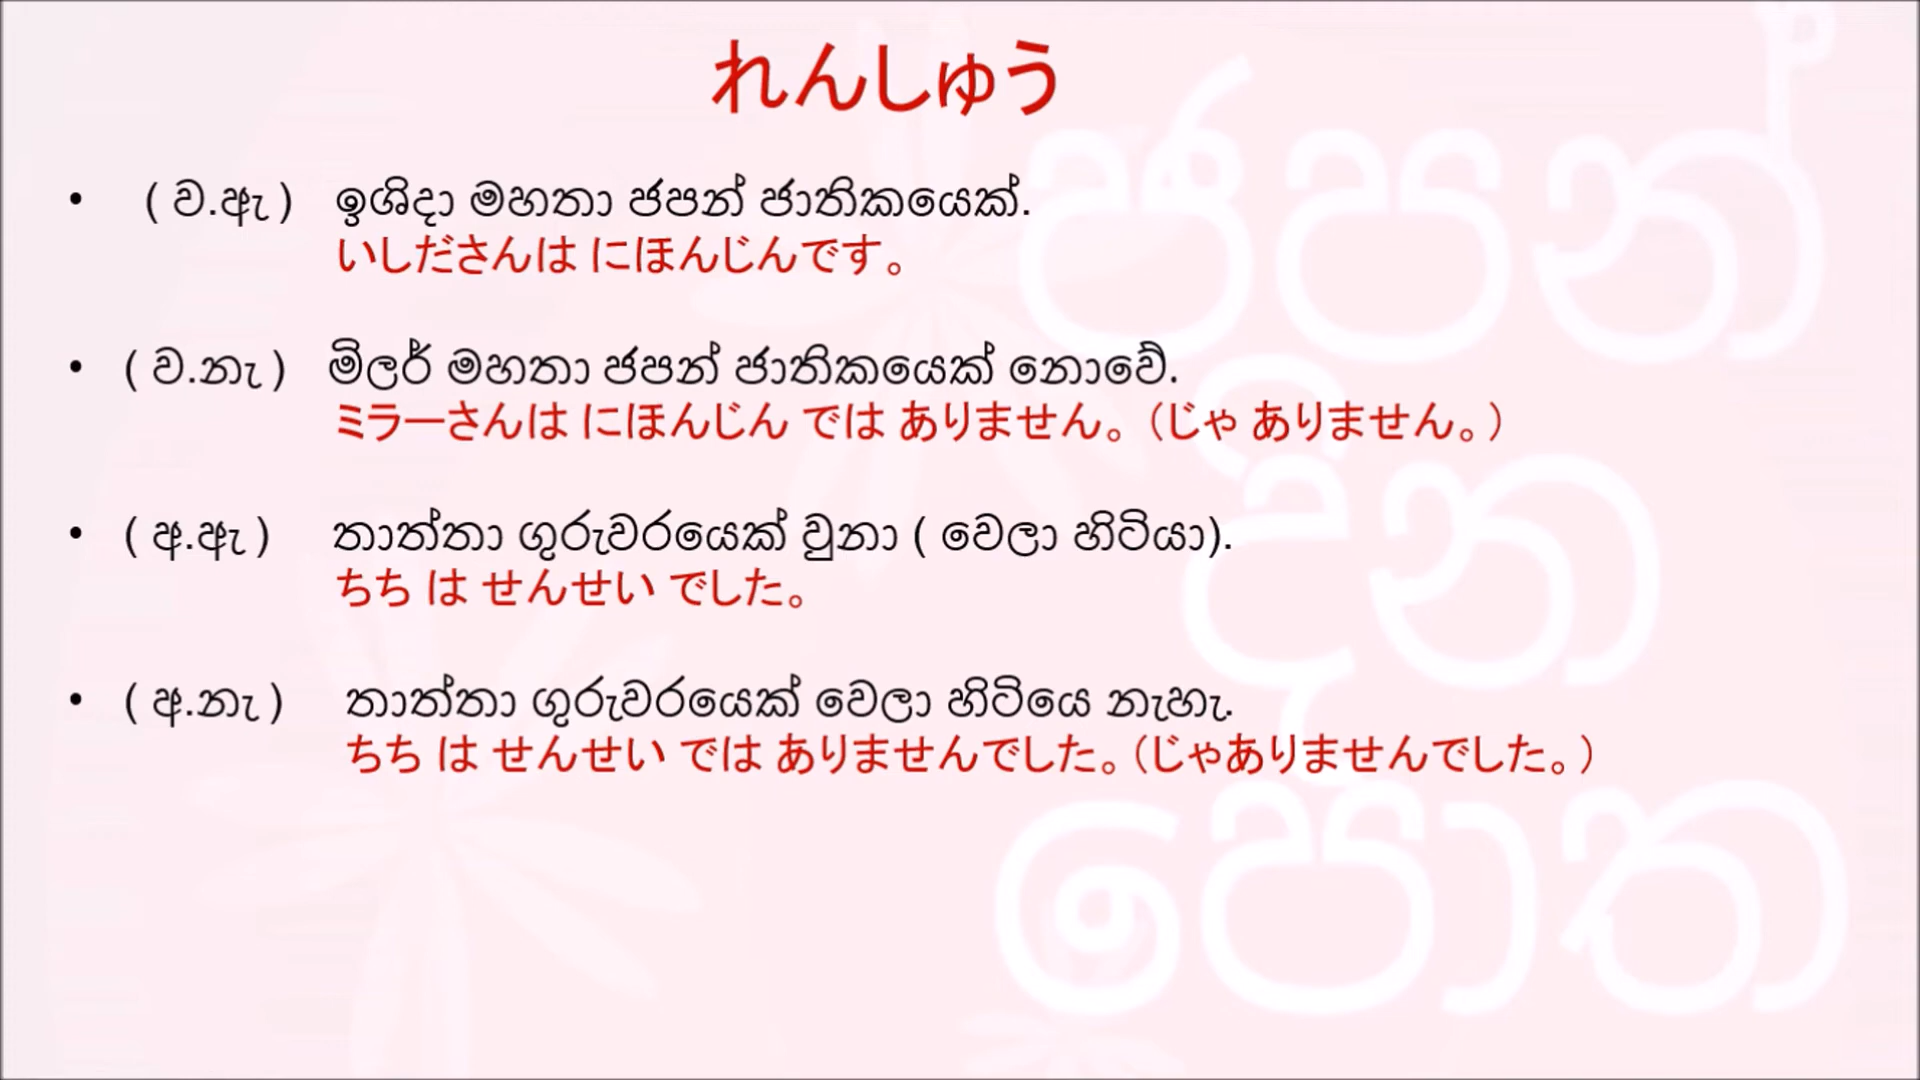 れんしゅう
• ( ව.ඇ ) ඉශිදා මහතා ජපන් ජාතිකයෙක්.
いしださんは にほんじんです。
• ( ව.නැ ) මිලර් මහතා ජපන් ජාතිකයෙක් නොවේ.
ミラーさんは にほんじん では ありません。(じゃ ありません。)
• ( අ.ඇ ) තාත්තා ගුරුවරයෙක් වුනා ( වෙලා හිටියා).
ちち は せんせい でした。
• ( අ.නැ ) තාත්තා ගුරුවරයෙක් වෙලා හිටියෙ නැහැ.
ちち は せんせい では ありませんでした。(じゃありませんでした。)
ජපන්
දින
පොත